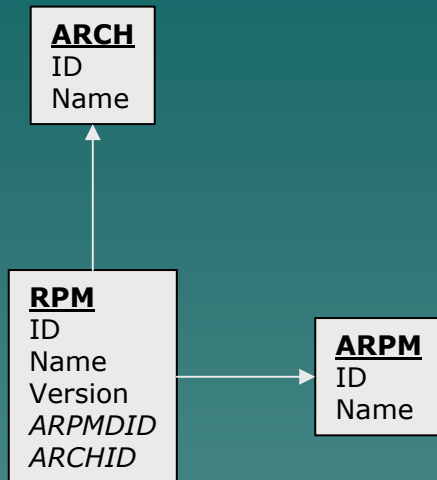 ARCH
ID
Name
RPM
ID
Name
Version
ARPMDID
ARCHID
ARPM
ID
Name